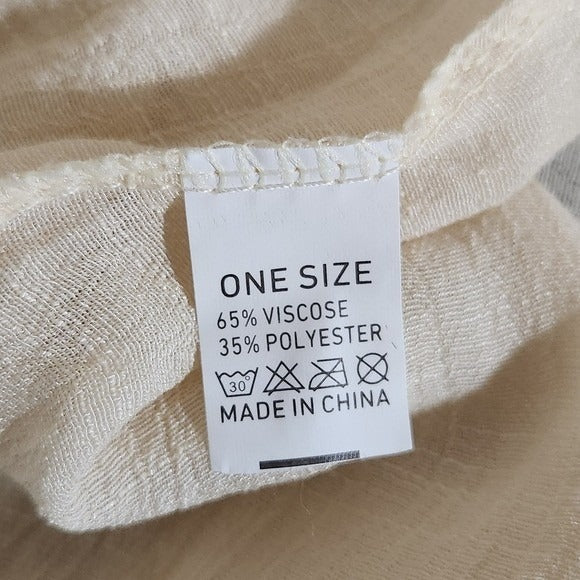 ONE SIZE
65% VISCOSE
35% POLYESTER
30°
MADE IN CHINA